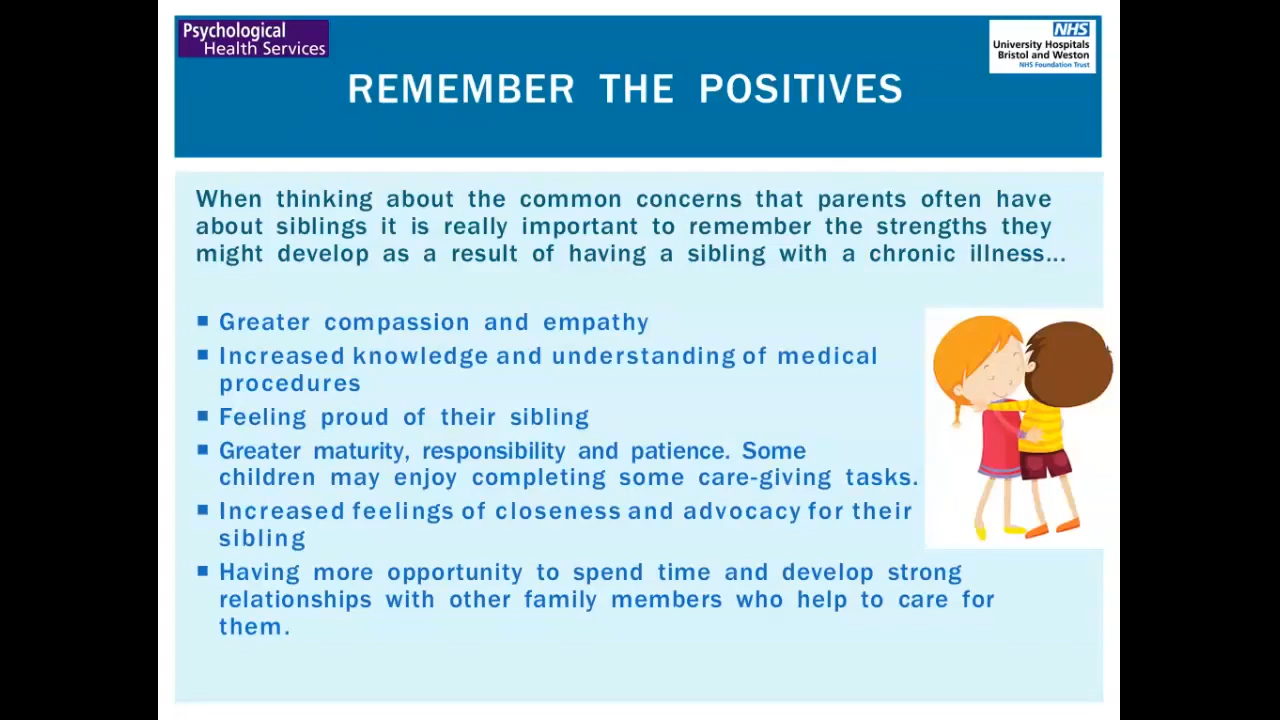 Psychological
Health Services
NHS
University Hospitals
Bristol and Weston
NHS Foundation Trust
REMEMBER THE POSITIVES
When thinking about the common concerns that parents often have
about siblings it is really important to remember the strengths they
might develop as a result of having a sibling with a chronic illness...
▪ Greater compassion and empathy
▪ Increased knowledge and understanding of medical
procedures
▪ Feeling proud of their sibling
▪ Greater maturity, responsibility and patience. Some
children may enjoy completing some care-giving tasks.
▪ Increased feelings of closeness and advocacy for their
sibling
▪ Having more opportunity to spend time and develop strong
relationships with other family members who help to care for
them.